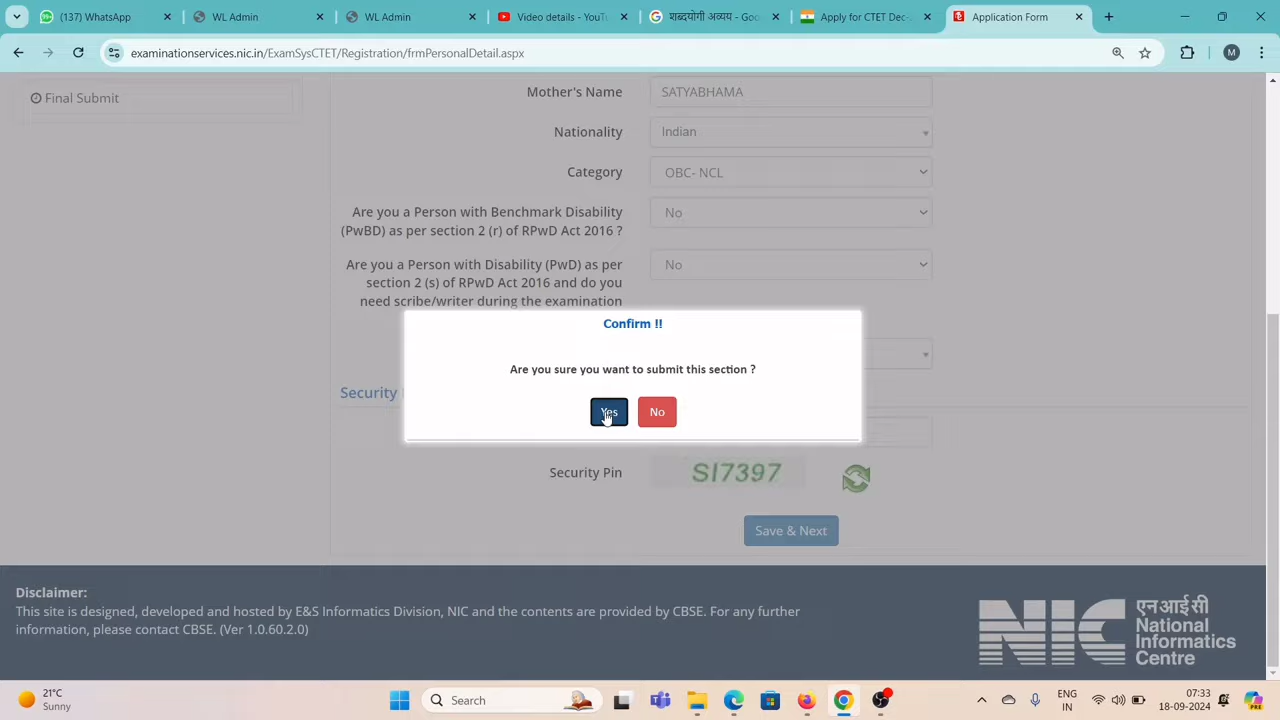 (137) WhatsApp
WL Admin
WL Admin
Video details - YouTu
शब्दयोगी अव्यय - Goo
Apply for CTET Dec-
Application Form
examinationservices.nic.in/ExamSysCTET/Registration/frmPersonalDetail.aspx
M
Final Submit
Mother's Name
SATYABHAMA
Nationality
Indian
Category
OBC- NCL
Are you a Person with Benchmark Disability
(PwBD) as per section 2 (r) of RPwD Act 2016 ?
No
Are you a Person with Disability (PwD) as per
section 2 (s) of RPwD Act 2016 and do you
need scribe/writer during the examination
No
Confirm !!
Are you sure you want to submit this section ?
Yes
No
Security
Security Pin
SI7397
Save & Next
Disclaimer:
This site is designed, developed and hosted by E&S Informatics Division, NIC and the contents are provided by CBSE. For any further
information, please contact CBSE. (Ver 1.0.60.2.0)
NIC
एनआईसी
National
Informatics
Centre
21°C
Sunny
Search
ENG
IN
07:33
18-09-2024
PRE